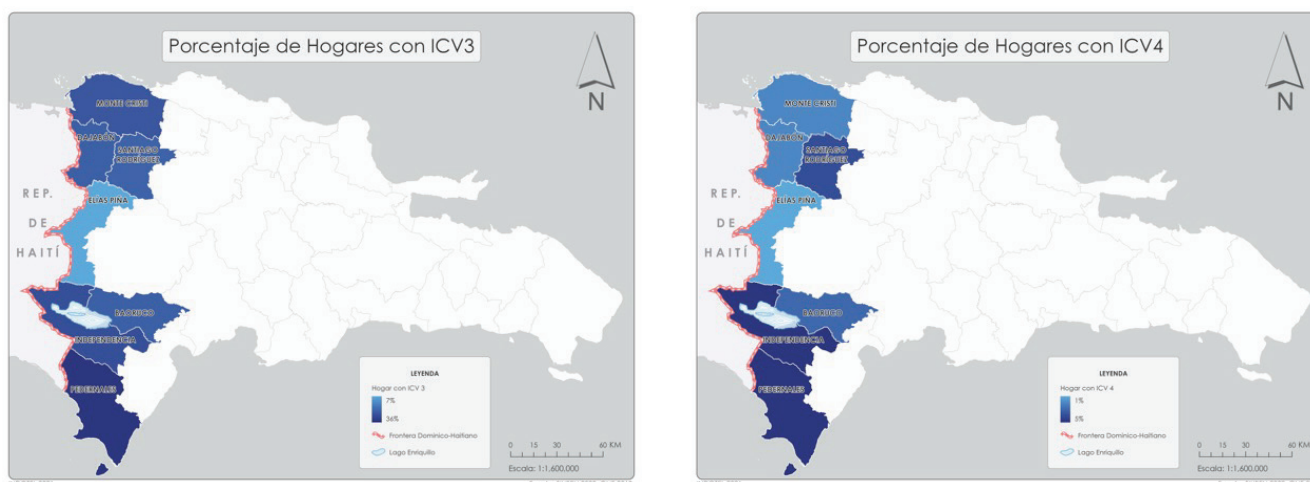 Porcentaje de Hogares con ICV3
N
MONTE CRISTI
DAJABÓN
SANTIAGO
RODRÍGUEZ
REP.
ELÍAS PIÑA
DE
HAITÍ
BAORUCO
INDEPENDENCIA
PEDERNALES
LEYENDA
Hogar con ICV 3
7%
36%
Frontera Domínico-Haitiano
Lago Enriquillo
0 15 30 60 KM
Escala: 1:1.600.000
Porcentaje de Hogares con ICV4
N
MONTE CRISTI
DAJABÓN
SANTIAGO
RODRÍGUEZ
REP.
ELÍAS PIÑA
DE
HAITÍ
BAORUCO
INDEPENDENCIA
PEDERNALES
LEYENDA
Hogar con ICV 4
1%
5%
Frontera Domínico-Haitiano
Lago Enriquillo
0 15 30 60 KM
Escala: 1:1.600.000